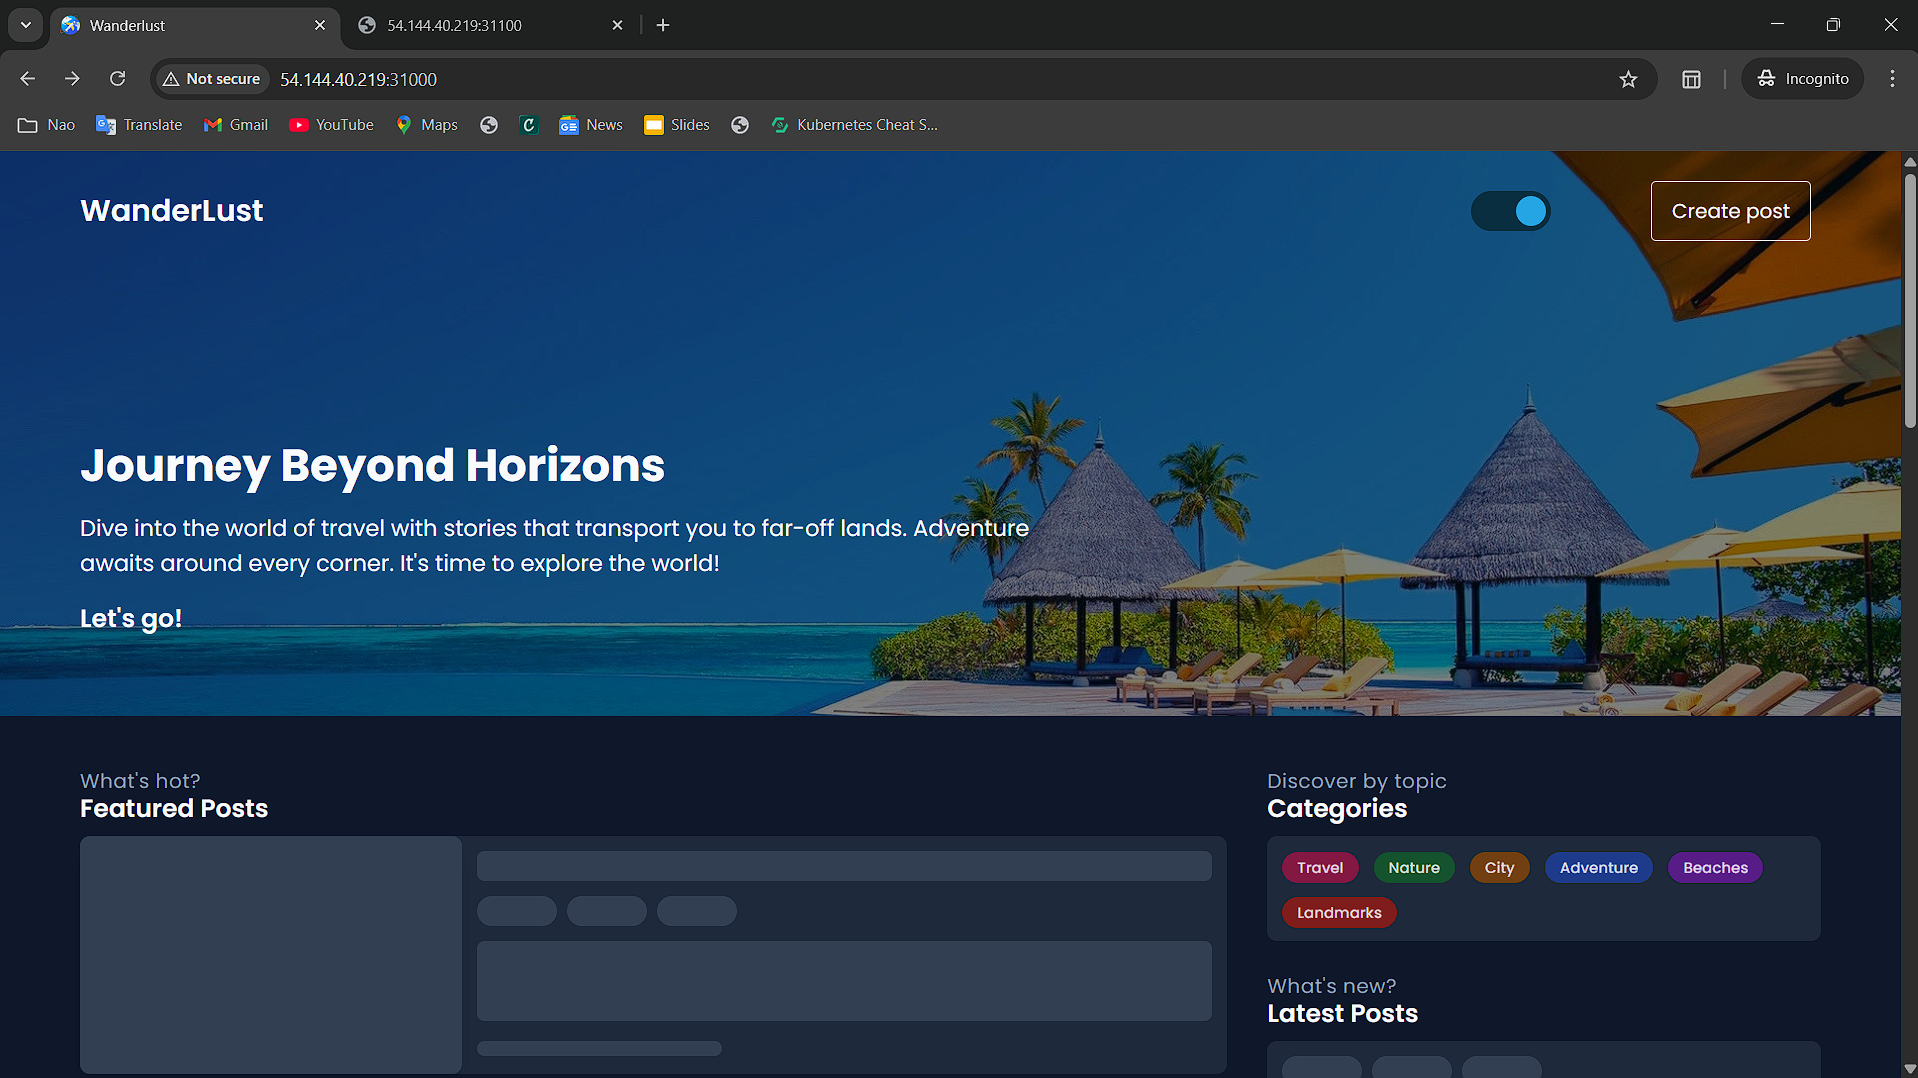 Wanderlust
54.144.40.219:31100
Not secure
54.144.40.219:31000
Incognito
Nao
Translate
Gmail
YouTube
Maps
News
Slides
Kubernetes Cheat S...
WanderLust
Create post
Journey Beyond Horizons
Dive into the world of travel with stories that transport you to far-off lands. Adventure
awaits around every corner. It's time to explore the world!
Let's go!
What's hot?
Featured Posts
Discover by topic
Categories
Travel
Nature
City
Adventure
Beaches
Landmarks
What's new?
Latest Posts